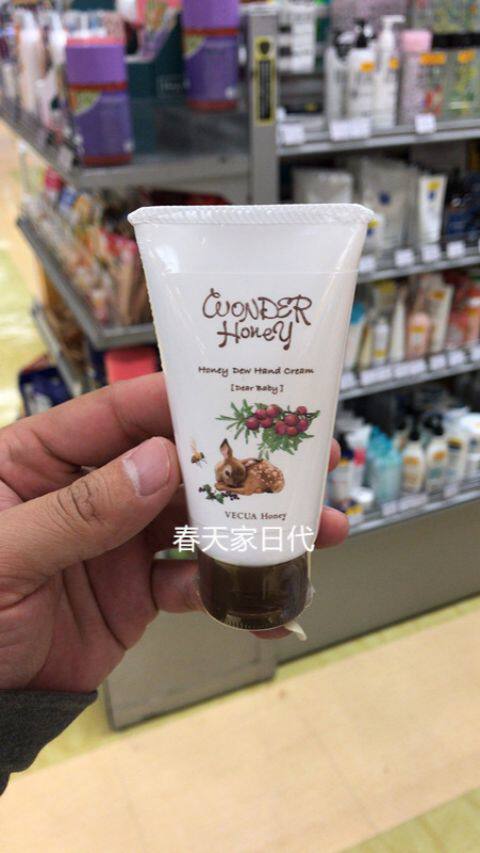 WONDER
Honey
Honey Dew Hand Cream
[Dear Baby]
VECUA Honey
春天家日代